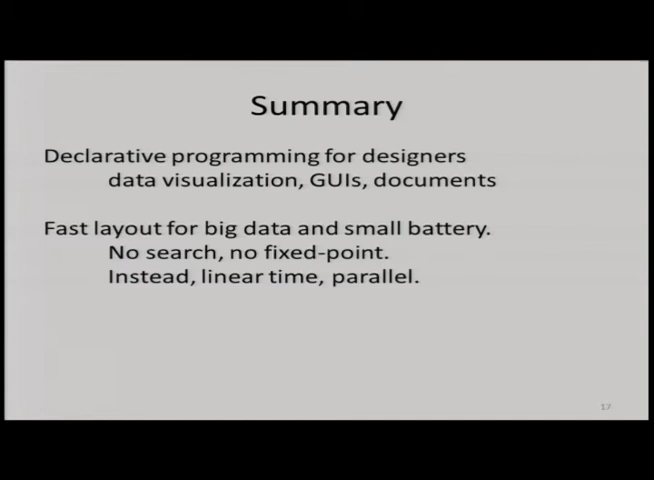 Summary
Declarative programming for designers
data visualization, GUIs, documents
Fast layout for big data and small battery.
No search, no fixed-point.
Instead, linear time, parallel.
17